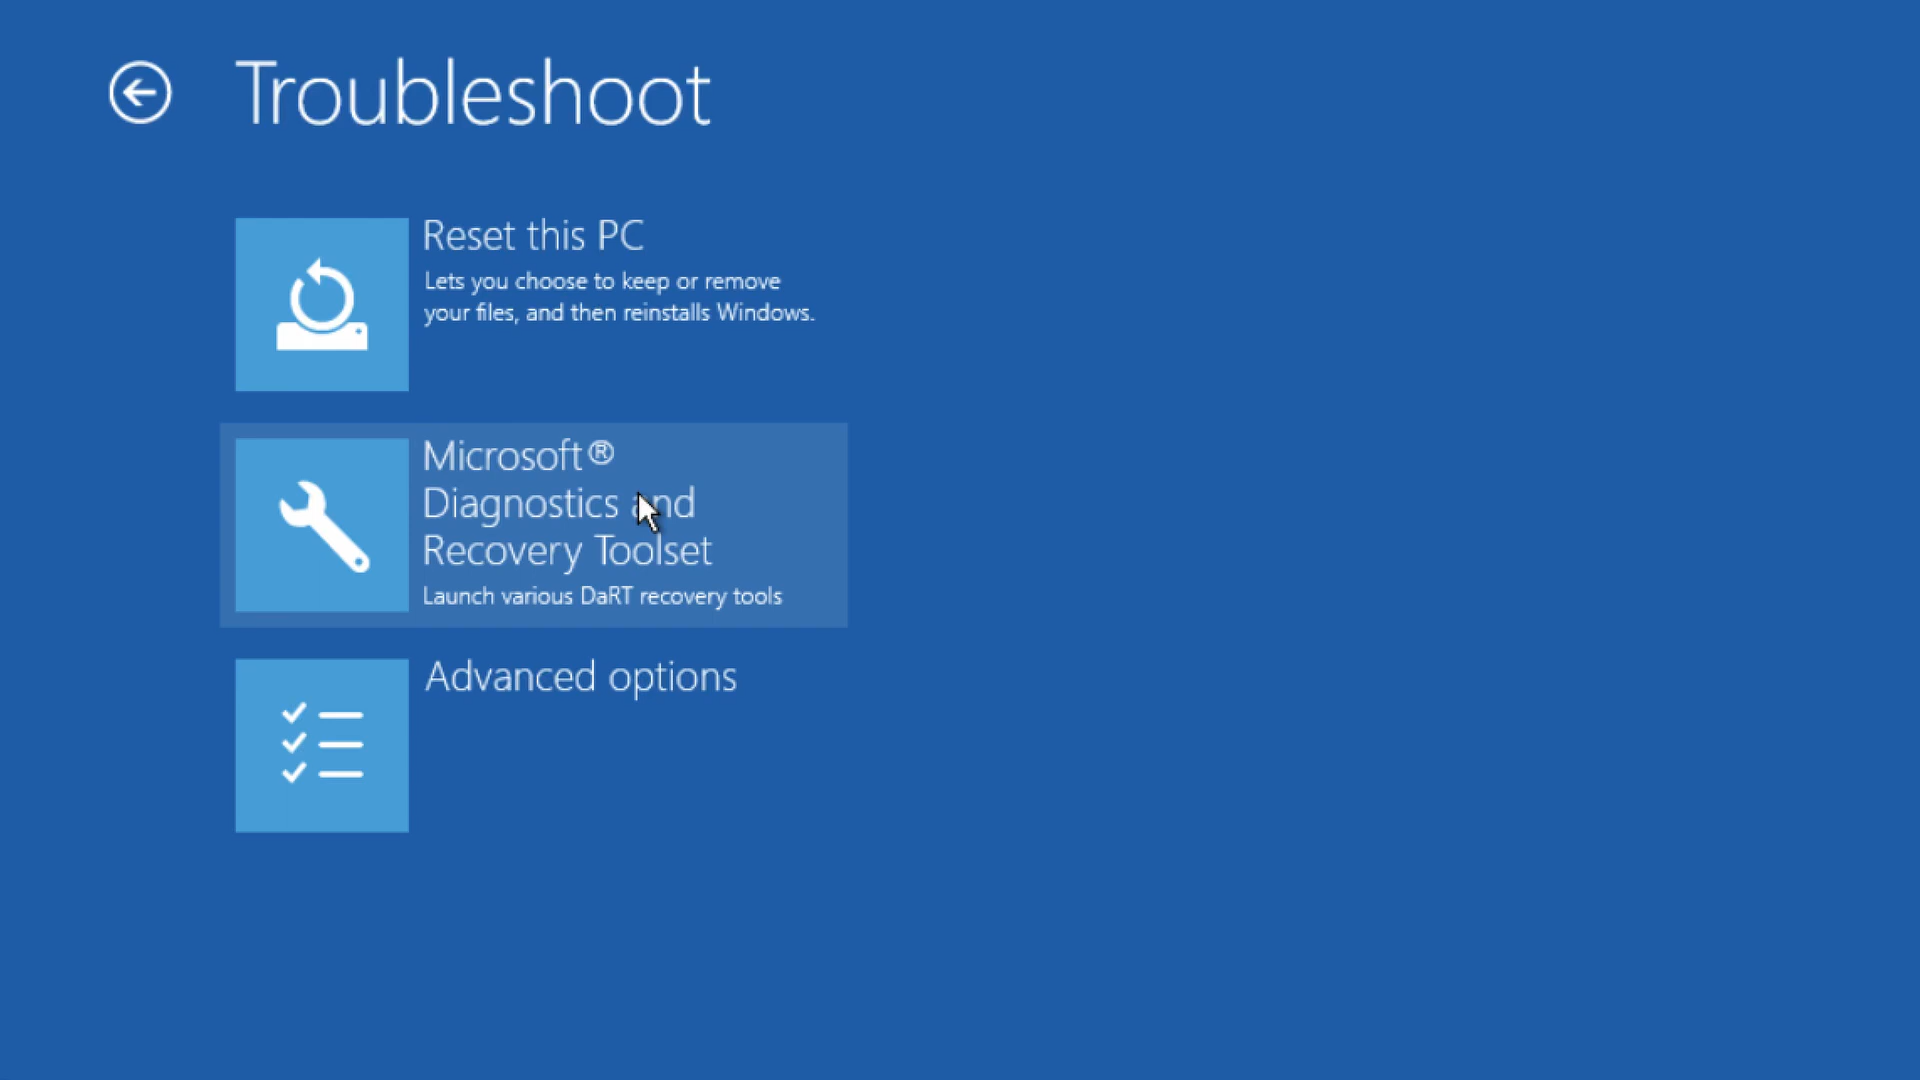 Troubleshoot
Reset this PC
Lets you choose to keep or remove
your files, and then reinstalls Windows.
Microsoft®
Diagnostics and
Recovery Toolset
Launch various DaRT recovery tools
Advanced options